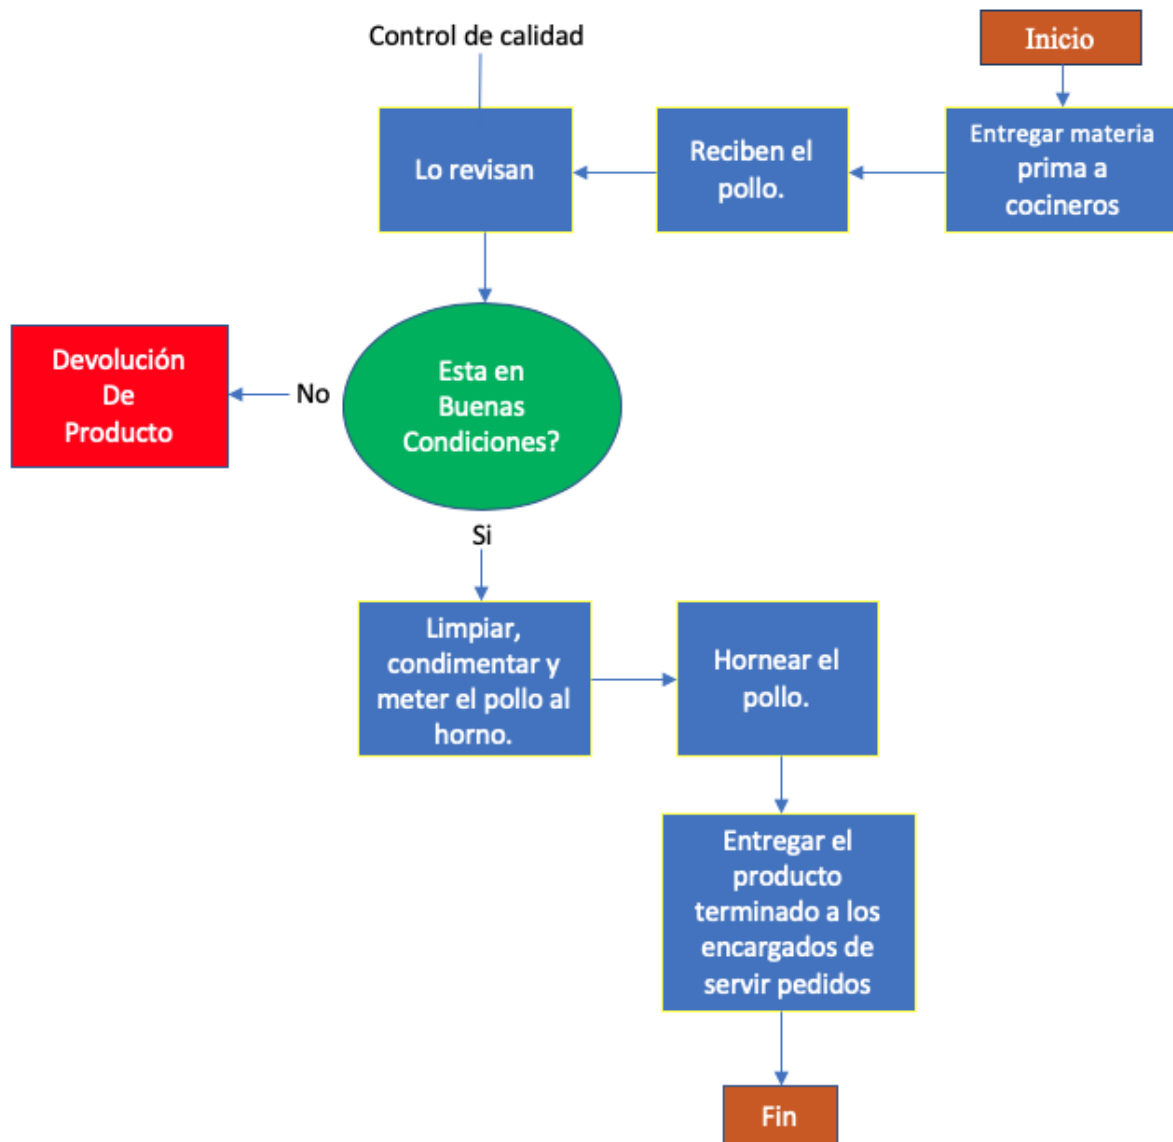 Control de calidad
Inicio
Entregar materia
prima a
cocineros
Reciben el
pollo.
Lo revisan
Esta en
Buenas
Condiciones?
No
Devolución
De
Producto
Si
Limpiar,
condimentar y
meter el pollo al
horno.
Hornear el
pollo.
Entregar el
producto
terminado a los
encargados de
servir pedidos
Fin